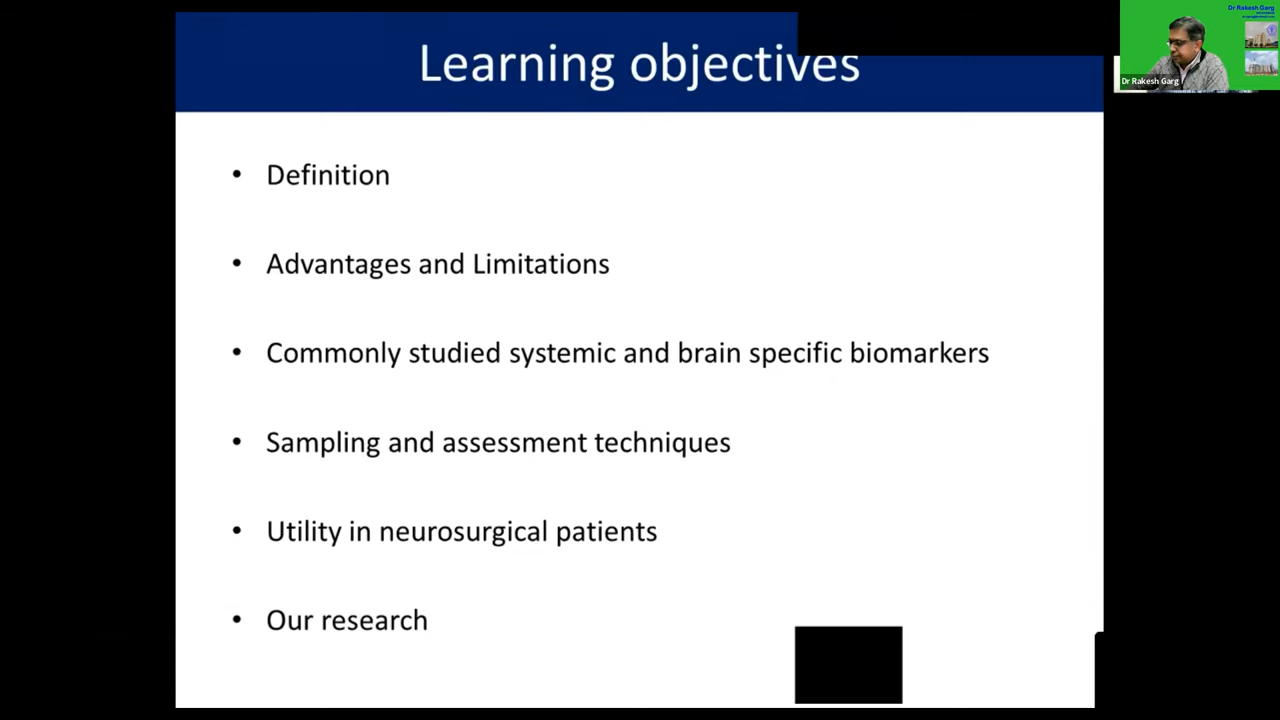 Learning objectives
• Definition
• Advantages and Limitations
• Commonly studied systemic and brain specific biomarkers
• Sampling and assessment techniques
• Utility in neurosurgical patients
• Our research
Dr Rakesh Garg
Dr Rakesh Garg